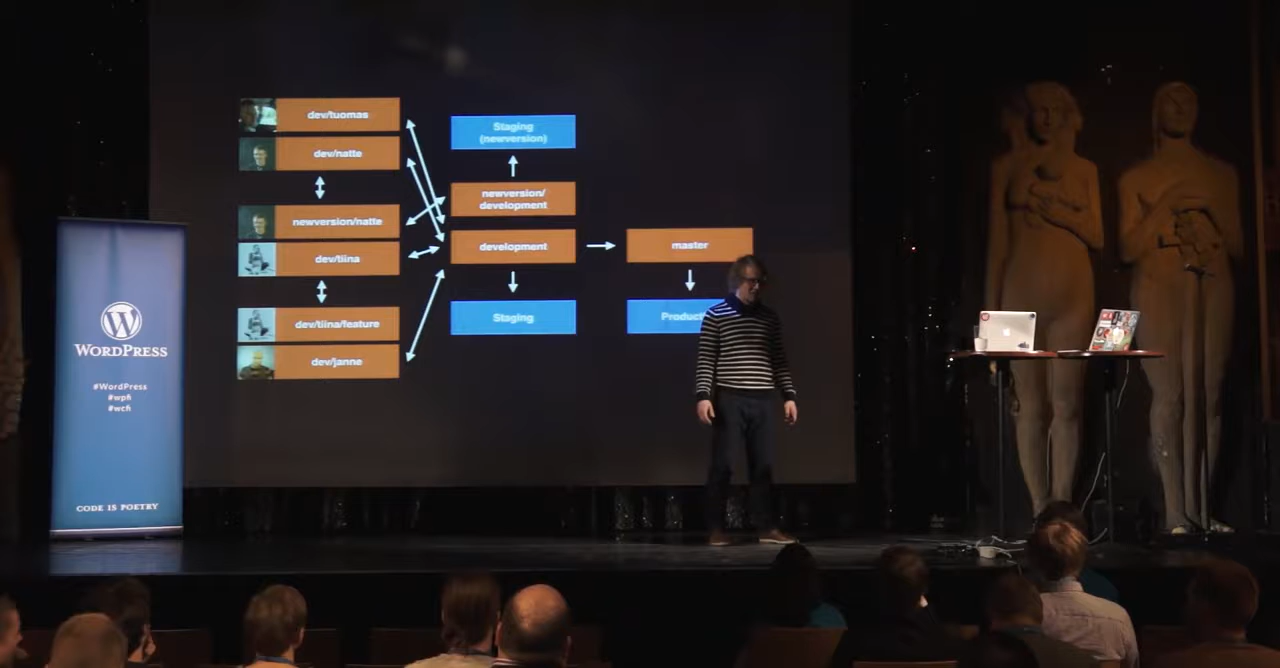 dev/tuomas
dev/natte
newversion/natte
dev/tiina
dev/tiina/feature
dev/janne
Staging
(newversion)
newversion/
development
development
Staging
master
Product
WORDPRESS
#WordPress
#wpfi
#wcfi
CODE IS POETRY